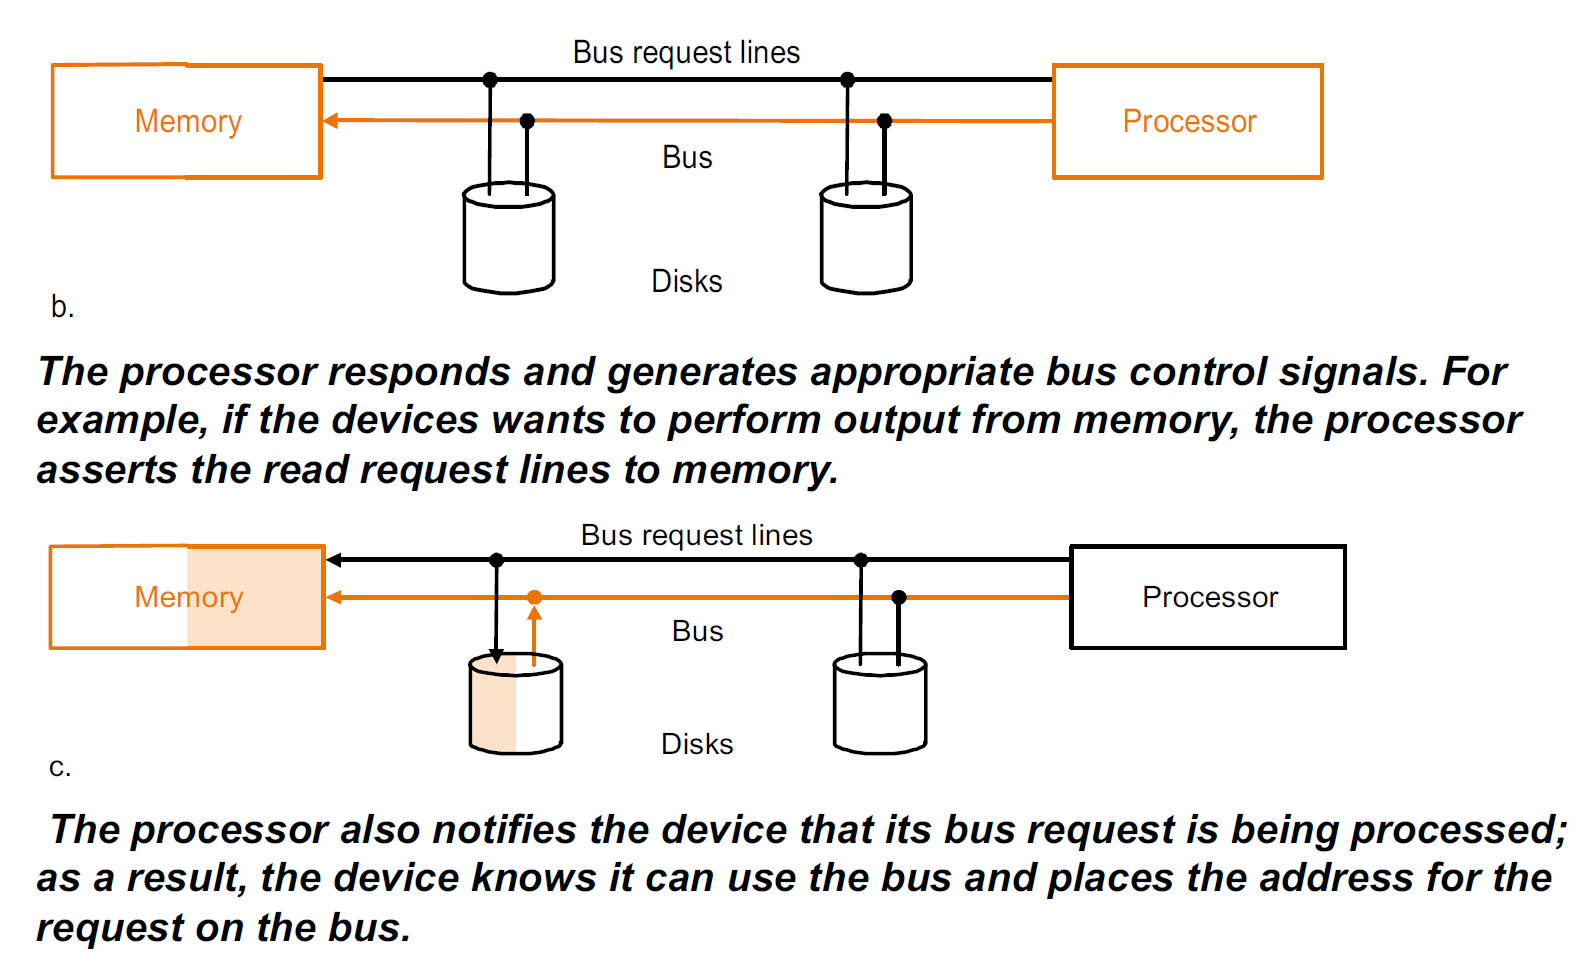 Bus request lines
Memory
Processor
Bus
Disks
b.
The processor responds and generates appropriate bus control signals. For
example, if the devices wants to perform output from memory, the processor
asserts the read request lines to memory.
Bus request lines
Memory
Processor
Bus
Disks
c.
The processor also notifies the device that its bus request is being processed;
as a result, the device knows it can use the bus and places the address for the
request on the bus.